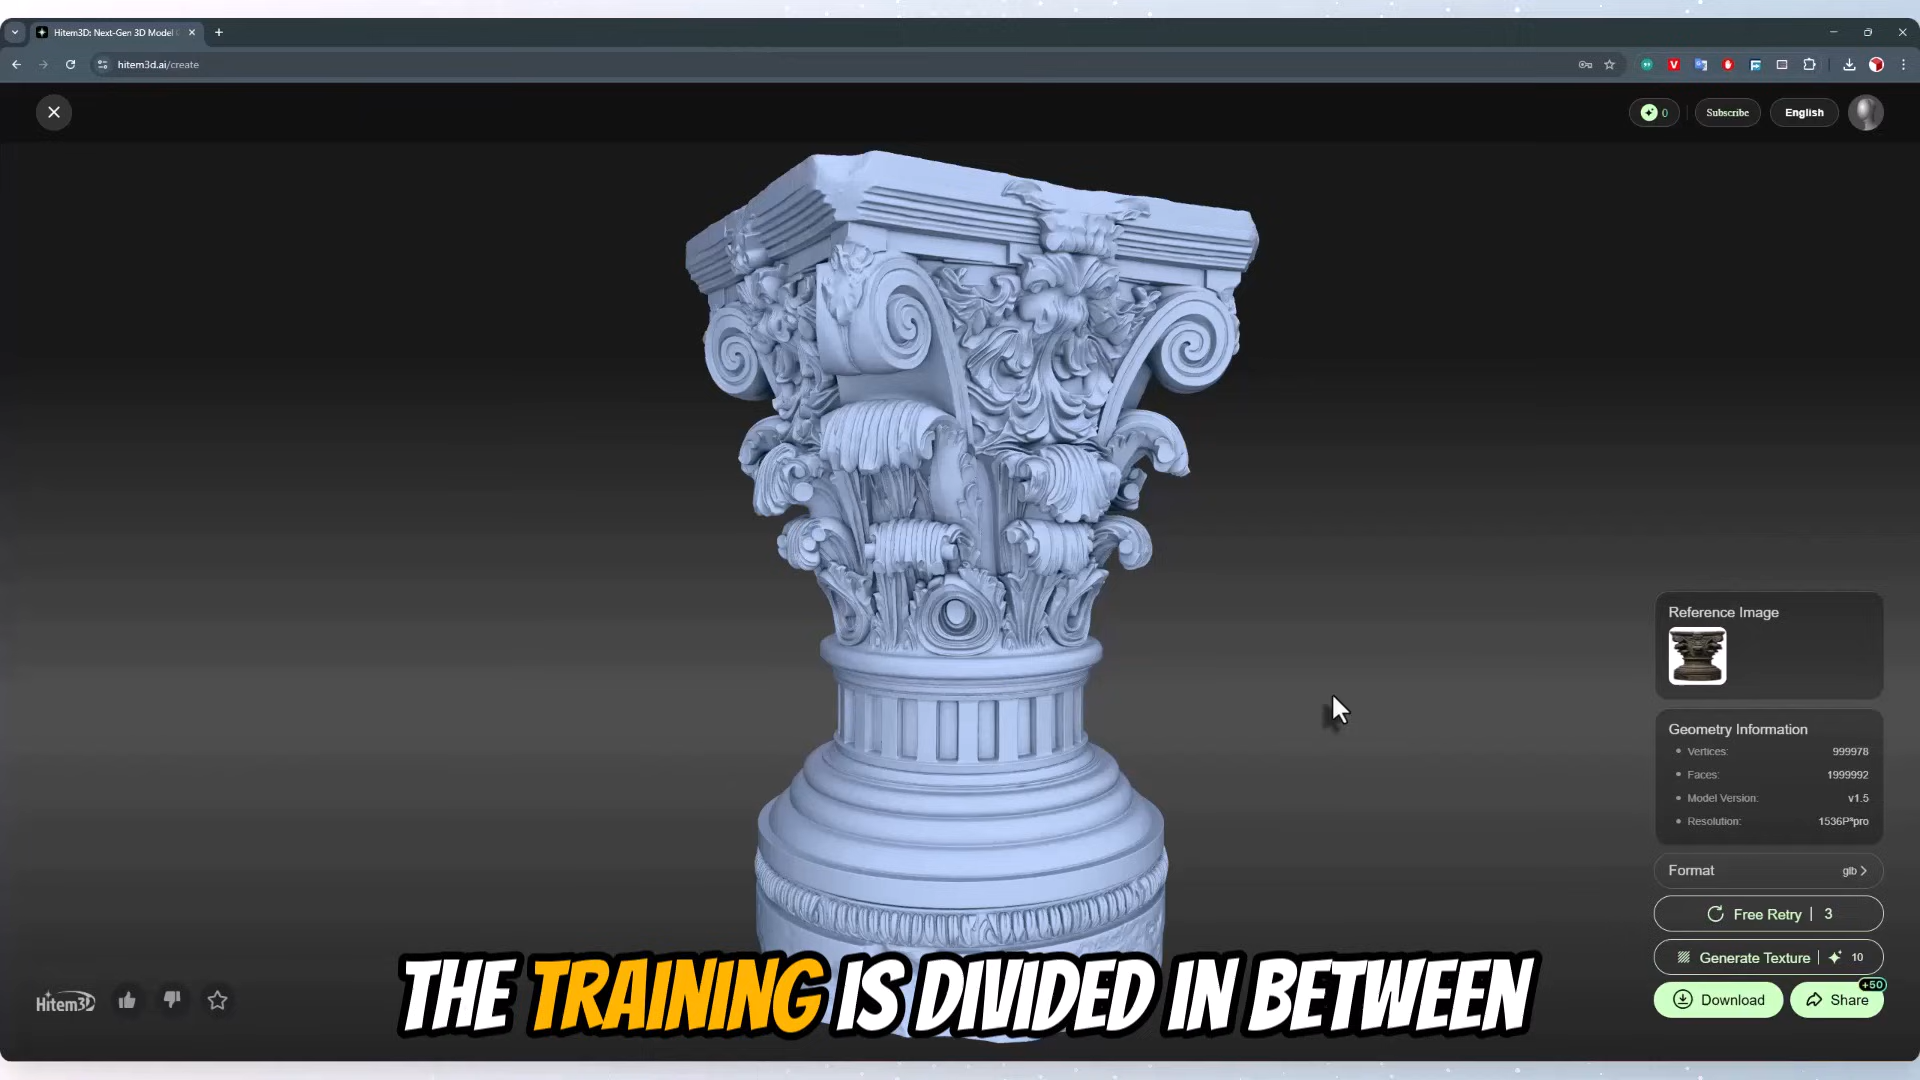 Hitem3D: Next-Gen 3D Model
hitem3d.ai/create
0
Subscribe
English
Reference Image
Geometry Information
Vertices: 999978
Faces: 1999992
Model Version: v1.5
Resolution: 1536P*pro
Format glb
Free Retry | 3
Generate Texture | 10
+50
Download
Share
Hitem3D
THE TRAINING IS DIVIDED IN BETWEEN